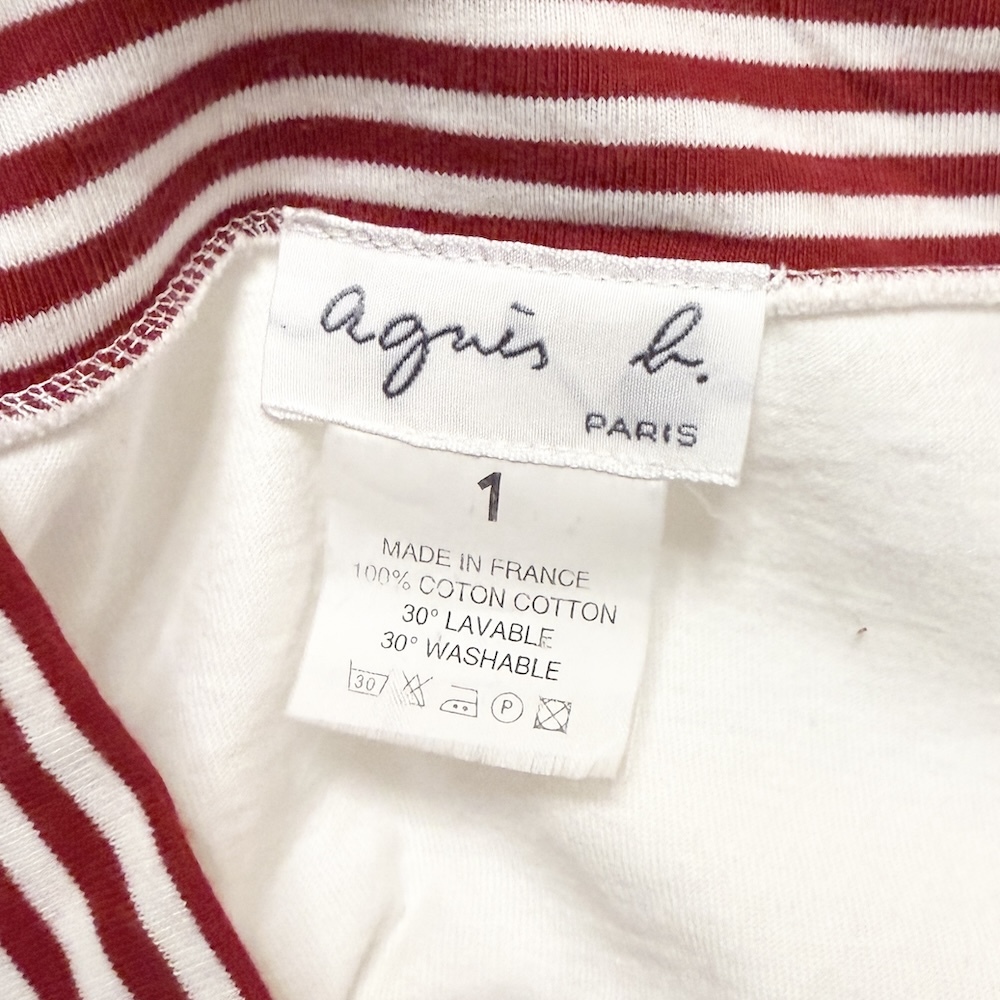 agnès b.
PARIS
1
MADE IN FRANCE
100% COTON COTTON
30° LAVABLE
30° WASHABLE
30 P